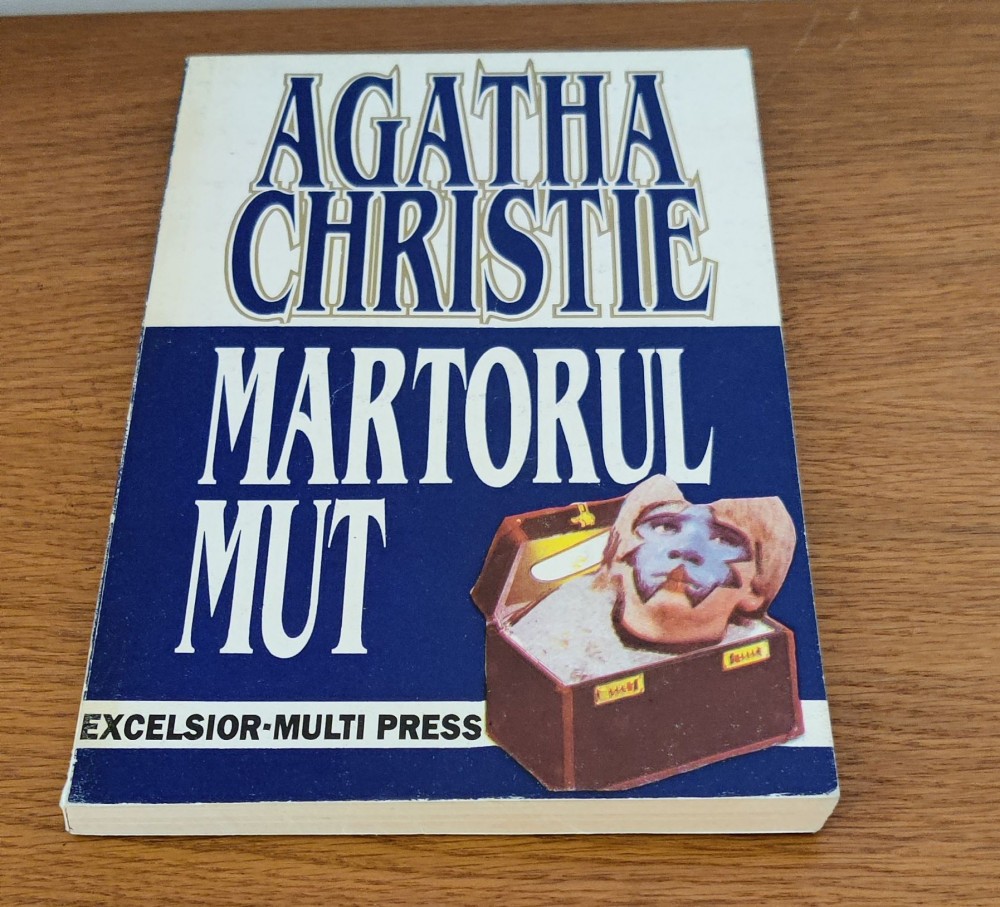 AGATHA
CHRISTIE
MARTORUL
MUT
EXCELSIOR-MULTI PRESS